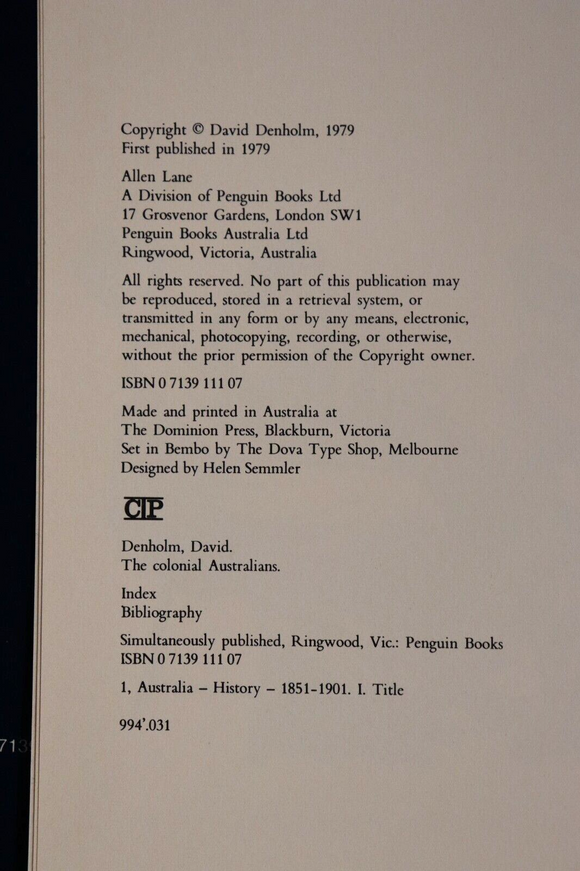 Copyright © David Denholm, 1979
First published in 1979
Allen Lane
A Division of Penguin Books Ltd
17 Grosvenor Gardens, London SW1
Penguin Books Australia Ltd
Ringwood, Victoria, Australia
All rights reserved. No part of this publication may
be reproduced, stored in a retrieval system, or
transmitted in any form or by any means, electronic,
mechanical, photocopying, recording, or otherwise,
without the prior permission of the Copyright owner.
ISBN 0 7139 111 07
Made and printed in Australia at
The Dominion Press, Blackburn, Victoria
Set in Bembo by The Dova Type Shop, Melbourne
Designed by Helen Semmler
CIP
Denholm, David.
The colonial Australians.
Index
Bibliography
Simultaneously published, Ringwood, Vic.: Penguin Books
ISBN 0 7139 111 07
1, Australia – History – 1851–1901. I. Title
994'.031
713